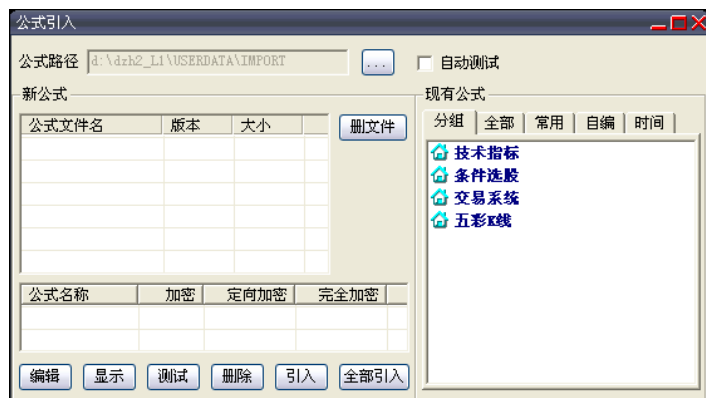 公式引入
公式路径 d:\dzh2_L1\USERDATA\IMPORT ... 自动测试
新公式 现有公式
公式文件名 版本 大小 删文件 分组 全部 常用 自编 时间
技术指标
条件选股
交易系统
五彩K线
公式名称 加密 定向加密 完全加密
编辑 显示 测试 删除 引入 全部引入